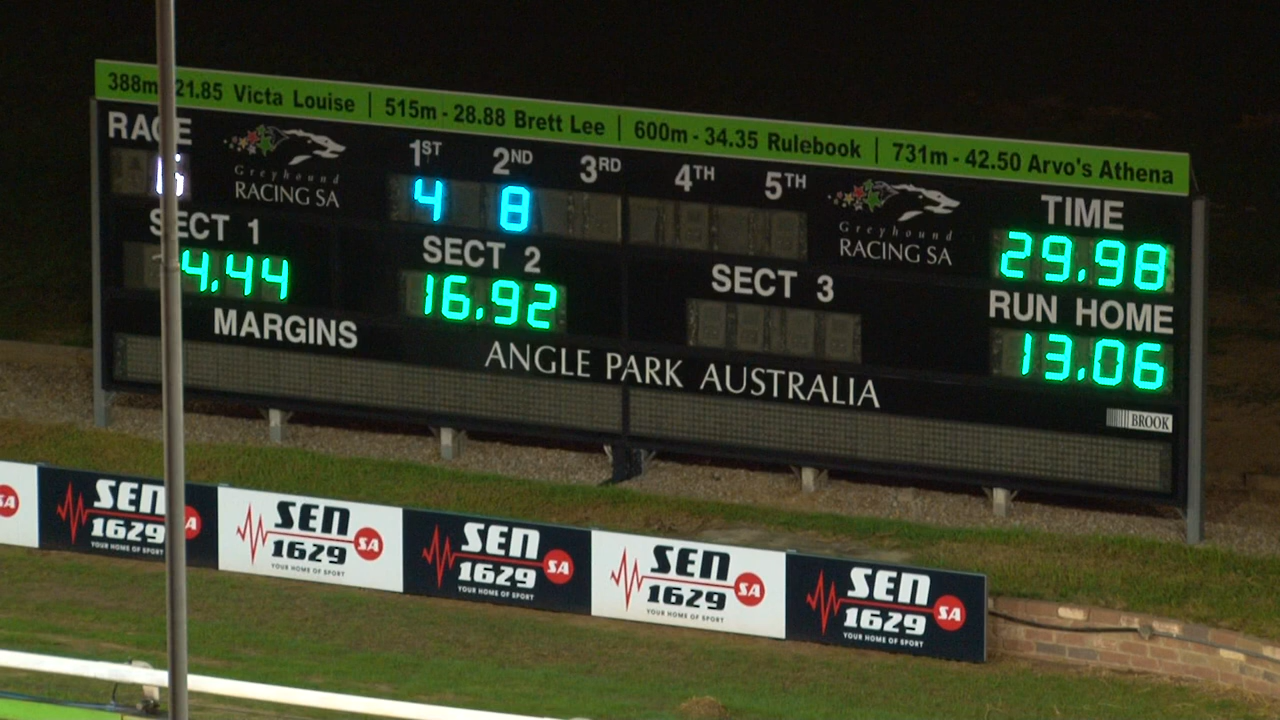 388m 21.85 Victa Louise | 515m - 28.88 Brett Lee | 600m - 34.35 Rulebook | 731m - 42.50 Arvo's Athena
RACE
Greyhound
RACING SA
1ST 2ND 3RD 4TH 5TH
4 8
Greyhound
RACING SA
TIME
29.98
SECT 1
4.44
SECT 2
16.92
SECT 3
RUN HOME
13.06
MARGINS
ANGLE PARK AUSTRALIA
BROOK
SA
SEN
1629
YOUR HOME OF SPORT
SEN
1629 SA
YOUR HOME OF SPORT
SEN
1629 SA
YOUR HOME OF SPORT
SEN
1629 SA
YOUR HOME OF SPORT
SEN
1629 SA
YOUR HOME OF SPORT